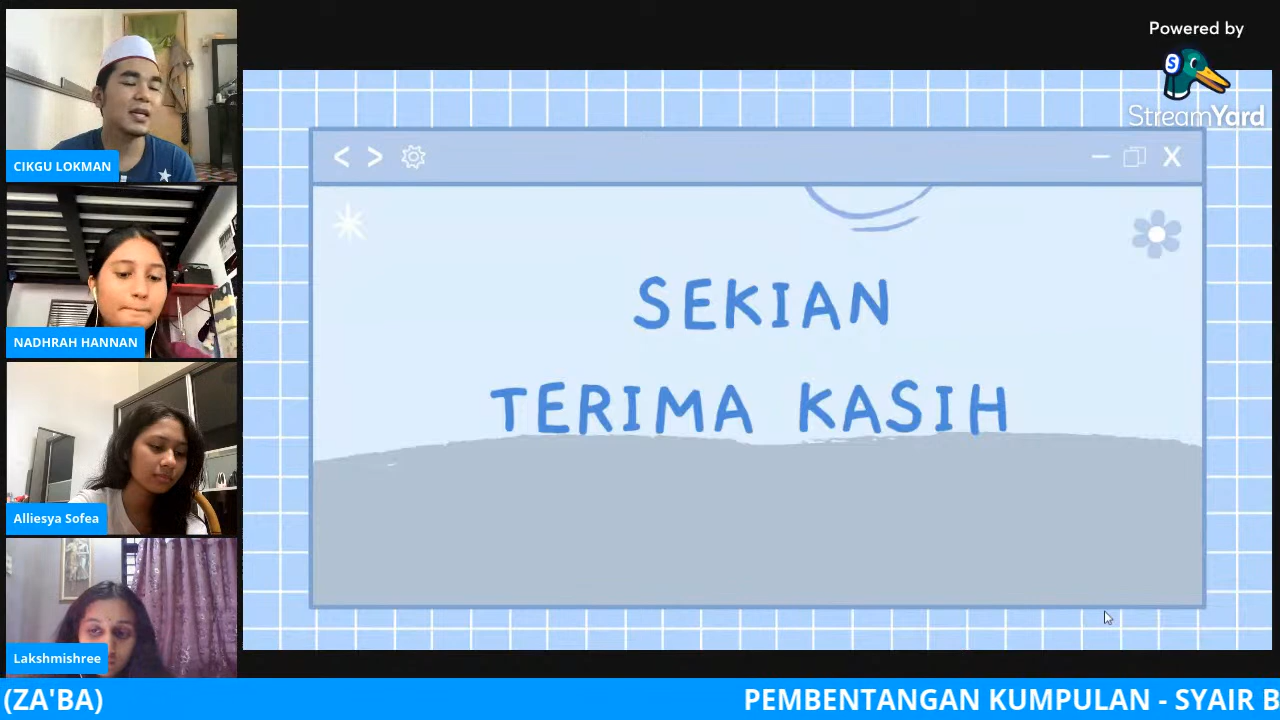 Powered by
S
StreamYard
CIKGU LOKMAN
NADHRAH HANNAN
Alliesya Sofea
Lakshmishree
SEKIAN
TERIMA KASIH
(ZA'BA) PEMBENTANGAN KUMPULAN - SYAIR B